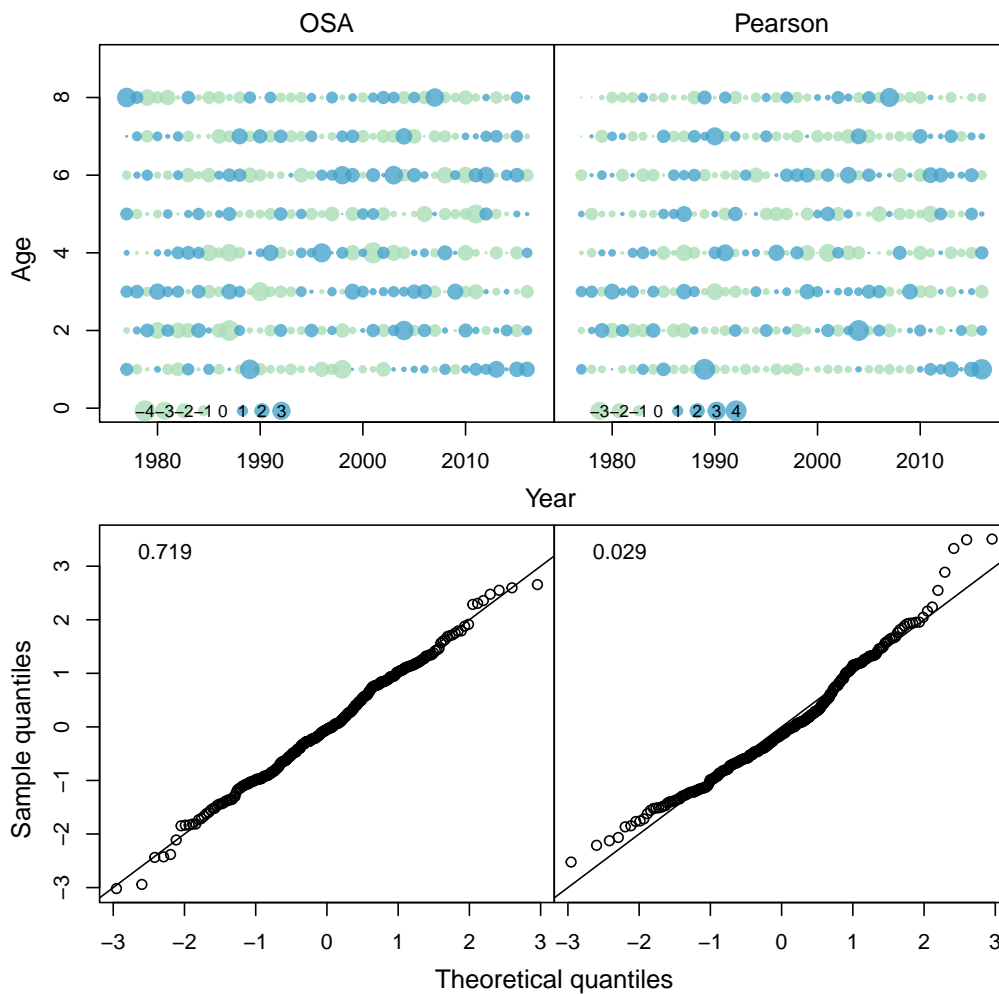 OSA Pearson
Age
8
6
4
2
0
−4 −3 −2 −1 0 1 2 3
−3 −2 −1 0 1 2 3 4
1980 1990 2000 2010
1980 1990 2000 2010
Year
0.719
0.029
Sample quantiles
3
2
1
0
−1
−2
−3
−3 −2 −1 0 1 2 3
−3 −2 −1 0 1 2 3
Theoretical quantiles